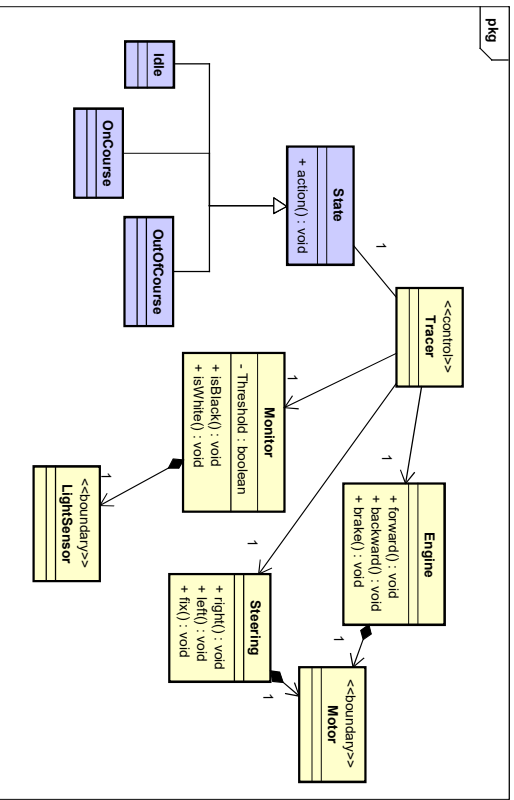 pkg
<<control>>
Tracer
1
State
+ action() : void
Idle
OnCourse
OutOfCourse
1
Monitor
- Threshold : boolean
+ isBlack() : void
+ isWhite() : void
1
<<boundary>>
LightSensor
1
Engine
+ forward() : void
+ backward() : void
+ brake() : void
1
Steering
+ right() : void
+ left() : void
+ fix() : void
1
1
<<boundary>>
Motor